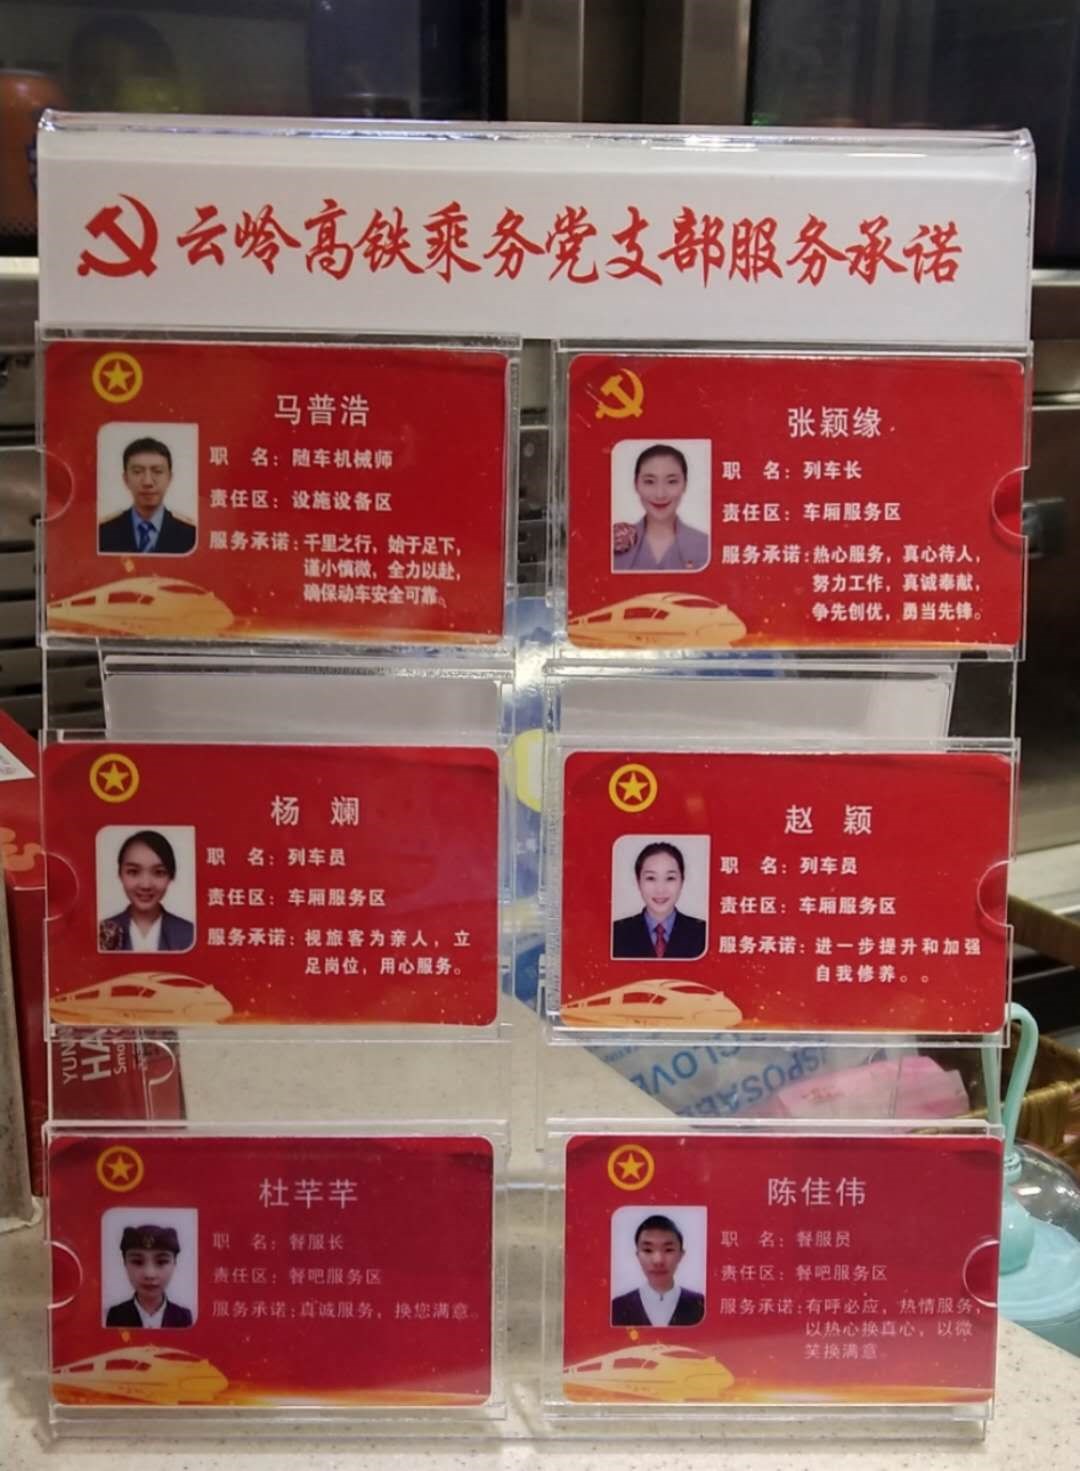 云岭高铁乘务党支部服务承诺
马普浩
职 名：随车机械师
责任区：设施设备区
服务承诺：千里之行，始于足下，
谨小慎微，全力以赴，
确保动车安全可靠。
张颖缘
职 名：列车长
责任区：车厢服务区
服务承诺：热心服务，真心待人，
努力工作，真诚奉献，
争先创优，勇当先锋。
杨 斓
职 名：列车员
责任区：车厢服务区
服务承诺：视旅客为亲人，立
足岗位，用心服务。
赵 颖
职 名：列车员
责任区：车厢服务区
服务承诺：进一步提升和加强
自我修养。。
杜芊芊
职 名：餐服长
责任区：餐吧服务区
服务承诺：真诚服务，换您满意。
陈佳伟
职 名：餐服员
责任区：餐吧服务区
服务承诺：有呼必应，热情服务，
以热心换真心，以微
笑换满意。